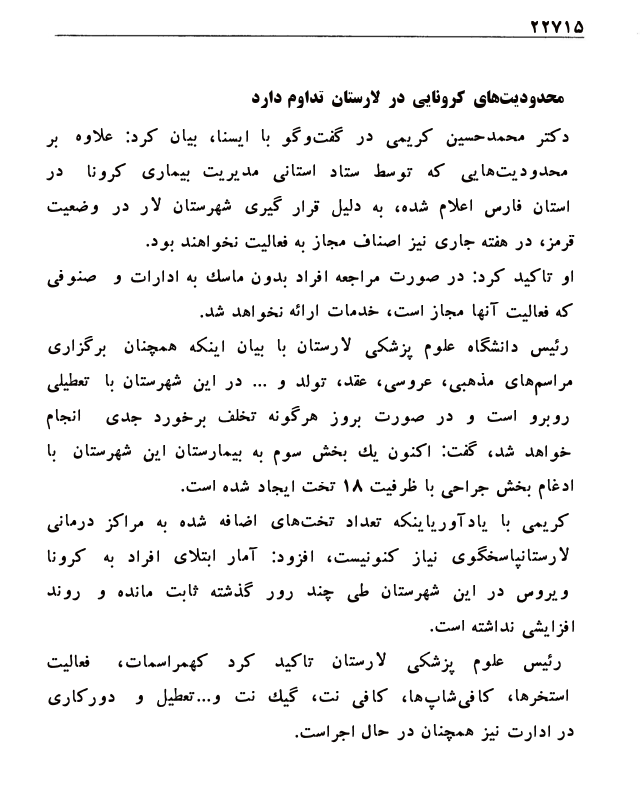 ۲۲۷۱۵
محدودیت‌های کرونایی در لارستان تداوم دارد
دکتر محمدحسین کریمی در گفت‌وگو با ایسنا، بیان کرد: علاوه بر
محدودیت‌هایی که توسط ستاد استانی مدیریت بیماری کرونا در
استان فارس اعلام شده، به دلیل قرار گیری شهرستان لار در وضعیت
قرمز، در هفته جاری نیز اصناف مجاز به فعالیت نخواهند بود.
او تاکید کرد: در صورت مراجعه افراد بدون ماسك به ادارات و صنوفی
که فعالیت آنها مجاز است، خدمات ارائه نخواهد شد.
رئیس دانشگاه علوم پزشکی لارستان با بیان اینکه همچنان برگزاری
مراسم‌های مذهبی، عروسی، عقد، تولد و ... در این شهرستان با تعطیلی
روبرو است و در صورت بروز هرگونه تخلف برخورد جدی انجام
خواهد شد، گفت: اکنون یك بخش سوم به بیمارستان این شهرستان با
ادغام بخش جراحی با ظرفیت ۱۸ تخت ایجاد شده است.
کریمی با یادآوریاینکه تعداد تخت‌های اضافه شده به مراکز درمانی
لارستانپاسخگوی نیاز کنونیست، افزود: آمار ابتلای افراد به کرونا
ویروس در این شهرستان طی چند رور گذشته ثابت مانده و روند
افزایشی نداشته است.
رئیس علوم پزشکی لارستان تاکید کرد کهمراسمات، فعالیت
استخرها، کافی‌شاپ‌ها، کافی نت، گیك نت و...تعطیل و دورکاری
در ادارت نیز همچنان در حال اجراست.